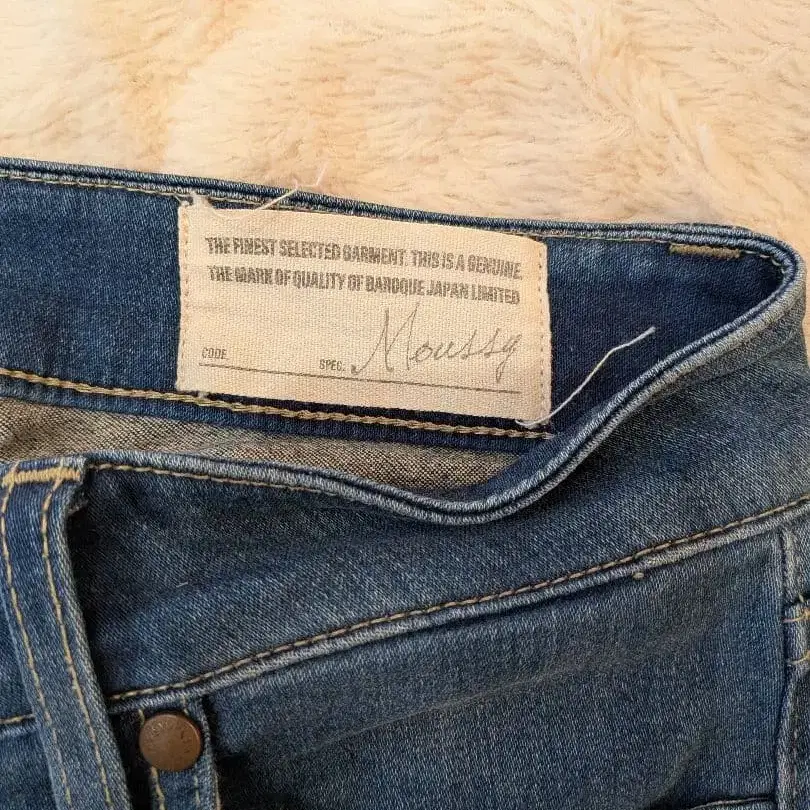 THE FINEST SELECTED GARMENT. THIS IS A GENUINE.
THE MARK OF QUALITY OF BAROQUE JAPAN LIMITED
CODE. SPEC. Moussy